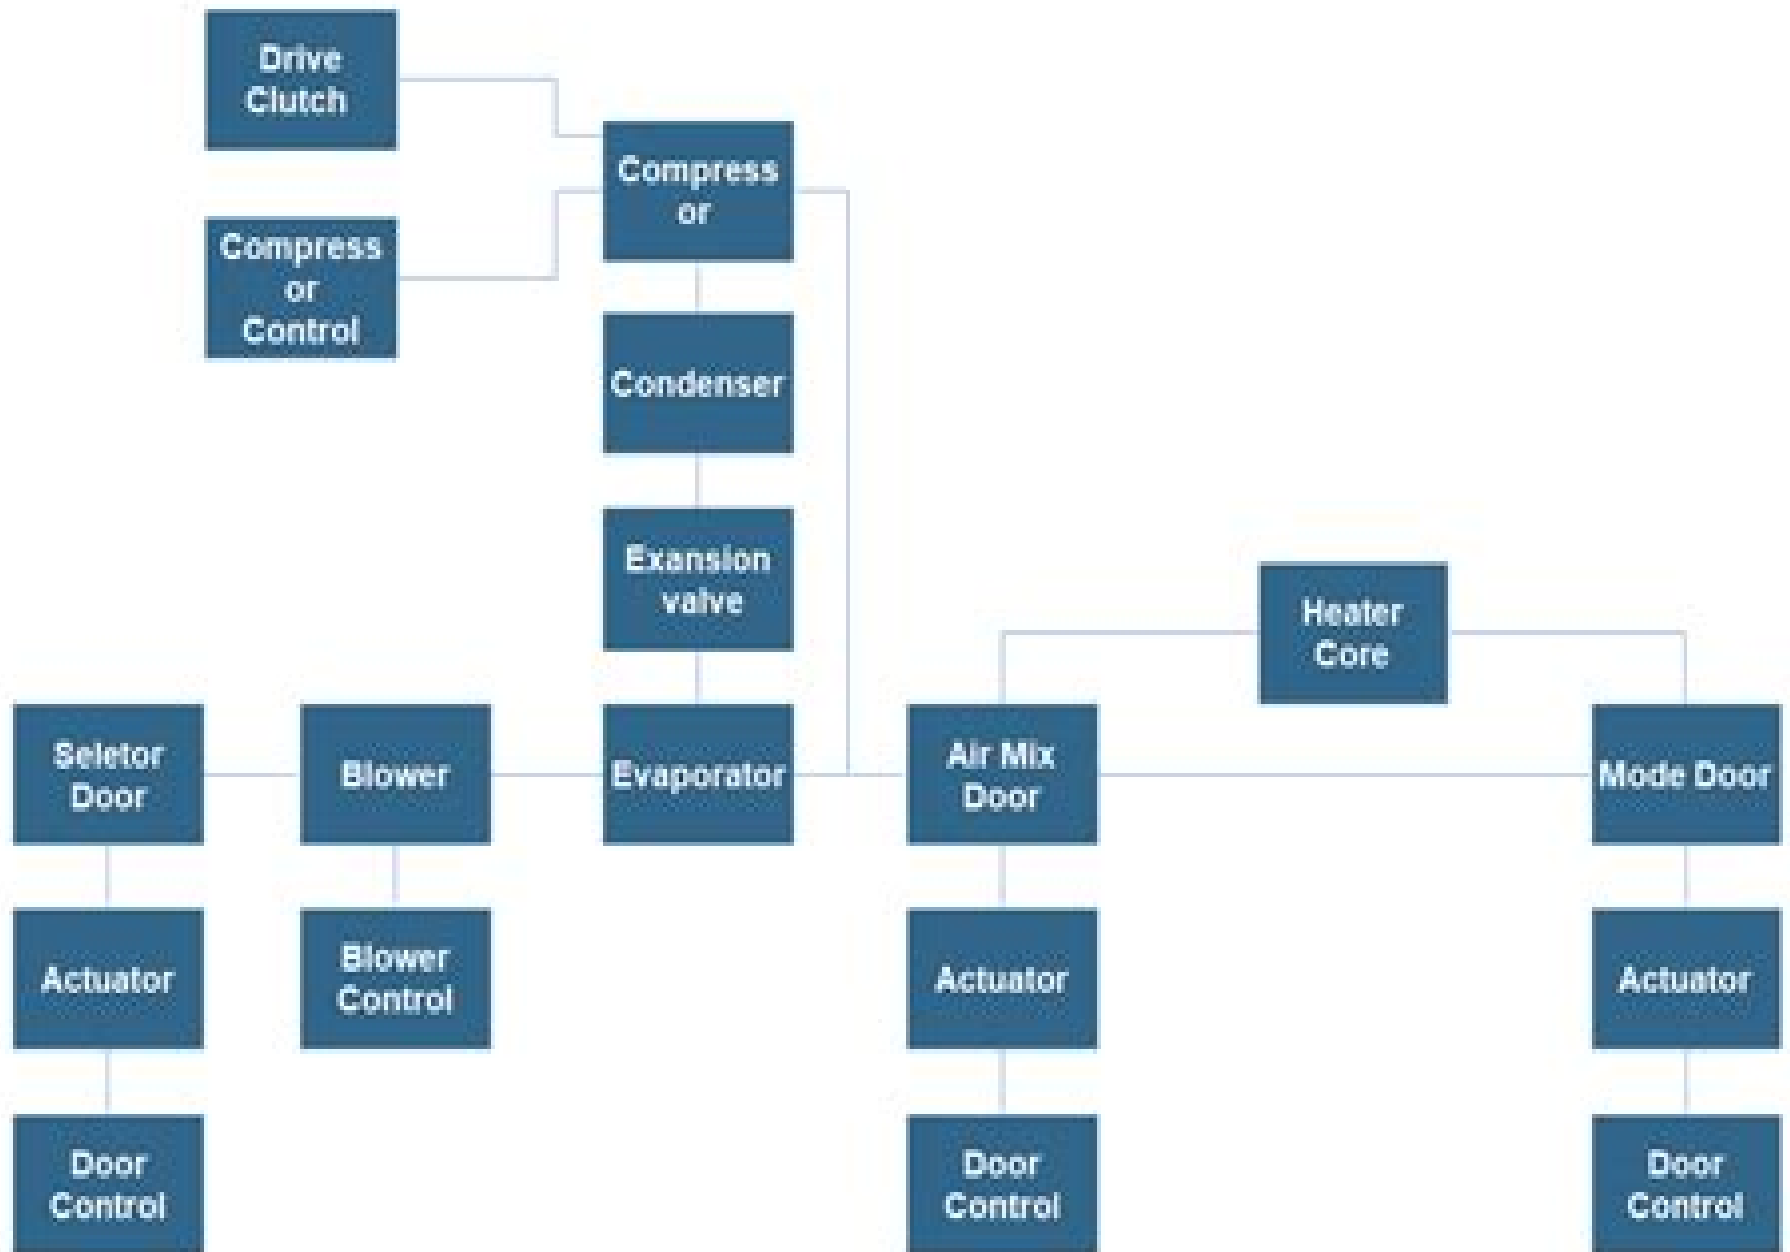 Drive
Clutch
Compress
or
Compress
or
Control
Condenser
Exansion
valve
Heater
Core
Seletor
Door
Blower
Evaporator
Air Mix
Door
Mode Door
Actuator
Blower
Control
Actuator
Actuator
Door
Control
Door
Control
Door
Control